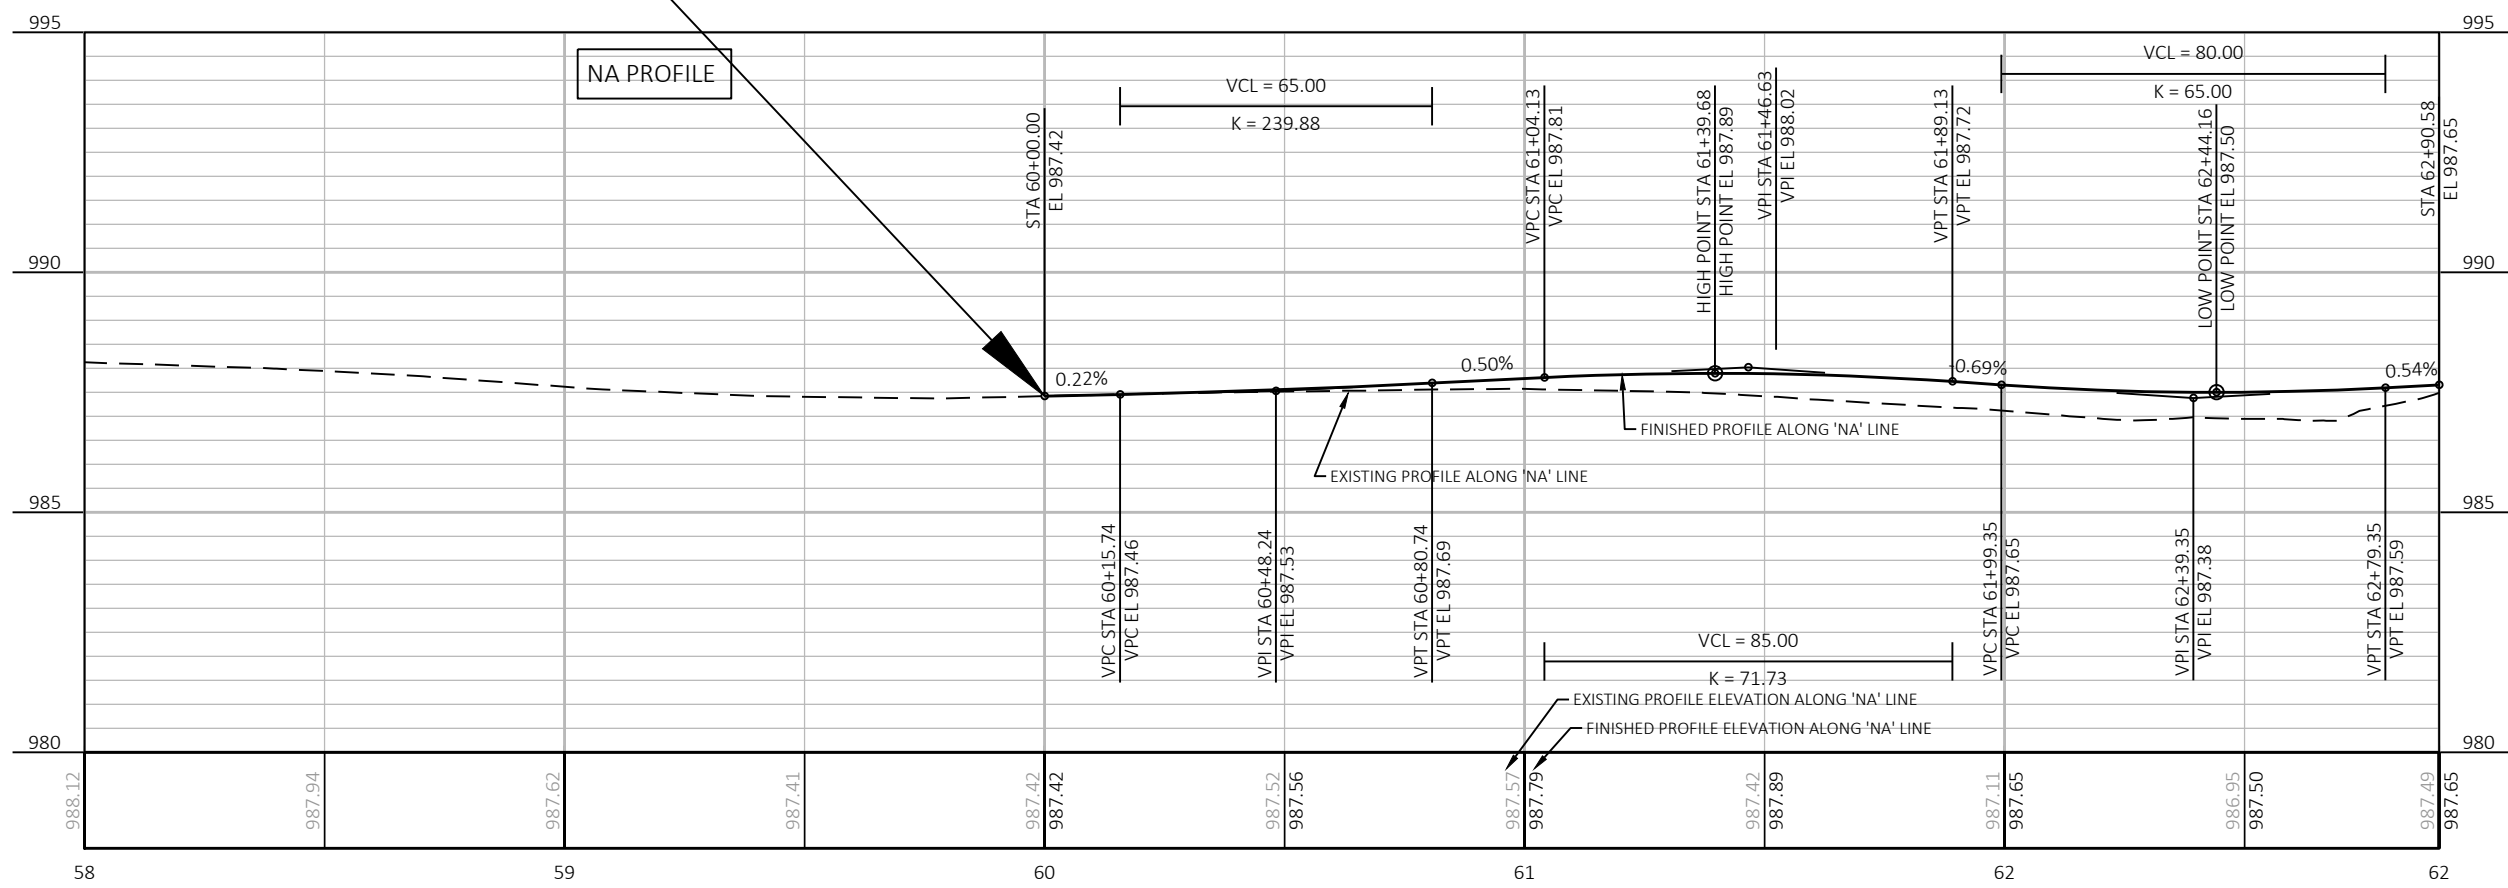 995
995
NA PROFILE
VCL = 65.00
K = 239.88
VCL = 80.00
K = 65.00
STA 60+00.00
EL 987.42
VPC STA 61+04.13
VPC EL 987.81
HIGH POINT STA 61+39.68
HIGH POINT EL 987.89
VPI STA 61+46.63
VPI EL 988.02
VPT STA 61+89.13
VPT EL 987.72
LOW POINT STA 62+44.16
LOW POINT EL 987.50
STA 62+90.58
EL 987.65
990
990
0.22%
0.50%
-0.69%
0.54%
FINISHED PROFILE ALONG 'NA' LINE
EXISTING PROFILE ALONG 'NA' LINE
985
985
VPC STA 60+15.74
VPC EL 987.46
VPI STA 60+48.24
VPI EL 987.53
VPT STA 60+80.74
VPT EL 987.69
VPC STA 61+99.35
VPC EL 987.65
VPI STA 62+39.35
VPI EL 987.38
VPT STA 62+79.35
VPT EL 987.59
VCL = 85.00
K = 71.73
EXISTING PROFILE ELEVATION ALONG 'NA' LINE
FINISHED PROFILE ELEVATION ALONG 'NA' LINE
980
980
988.12
987.94
987.62
987.41
987.42
987.42
987.52
987.56
987.57
987.79
987.42
987.89
987.11
987.65
986.95
987.50
987.49
987.65
58
59
60
61
62
62